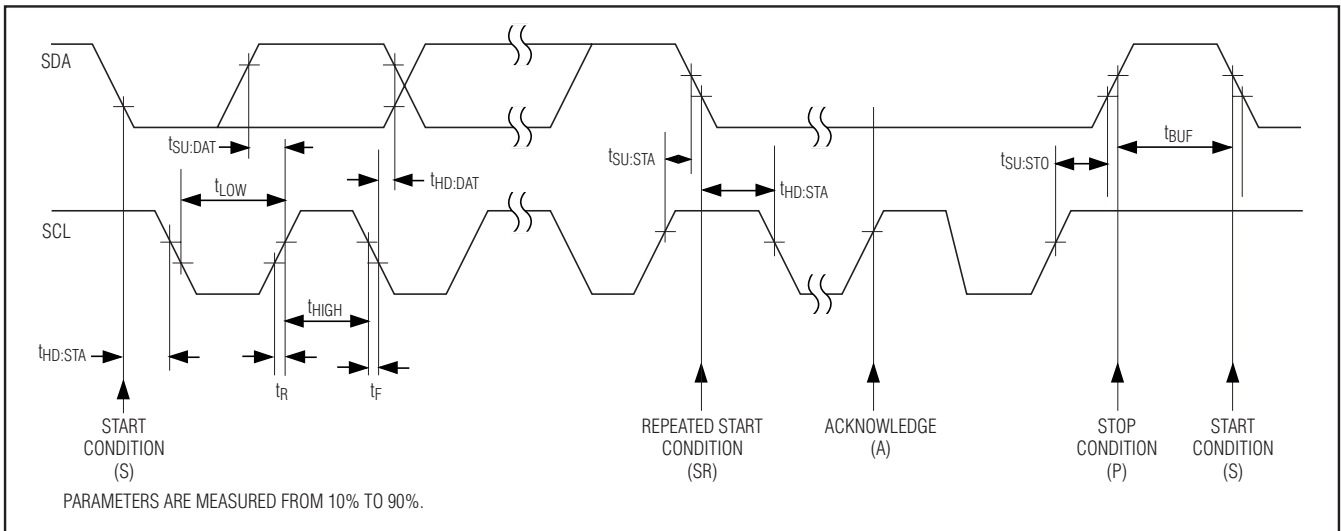 SDA
tSU:DAT
tLOW
tHD:DAT
tSU:STA
tHD:STA
tSU:STO
tBUF
SCL
tHIGH
tHD:STA
tR
tF
START
CONDITION
(S)
REPEATED START
CONDITION
(SR)
ACKNOWLEDGE
(A)
STOP
CONDITION
(P)
START
CONDITION
(S)
PARAMETERS ARE MEASURED FROM 10% TO 90%.